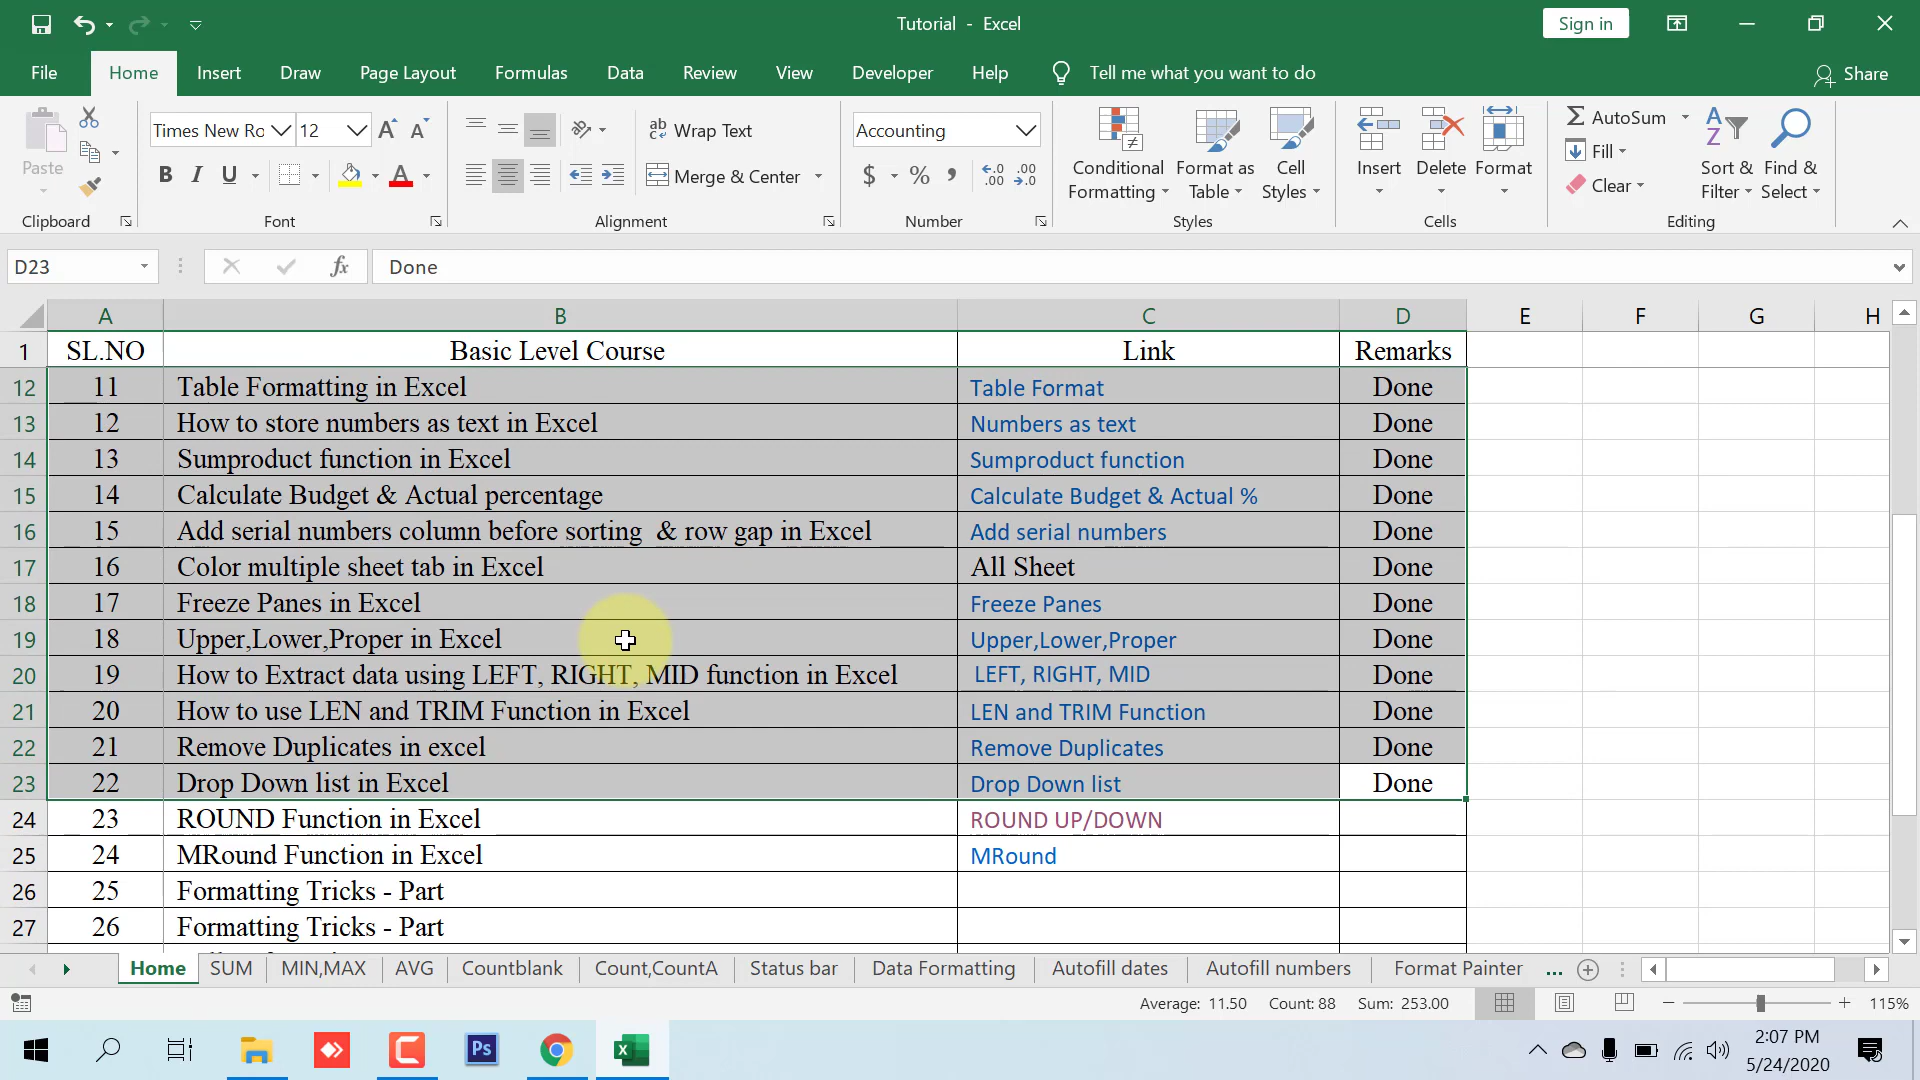 Tutorial - Excel
Sign in
File Home Insert Draw Page Layout Formulas Data Review View Developer Help Tell me what you want to do Share
Paste
Clipboard
Times New Ro 12
B I U
Font
ab Wrap Text
Merge & Center
Alignment
Accounting
$ % ,
Number
Conditional Formatting
Format as Table
Cell Styles
Styles
Insert Delete Format
Cells
AutoSum
Fill
Clear
Sort & Filter
Find & Select
Editing
D23 fx Done
A B C D E F G H
1 SL.NO Basic Level Course Link Remarks
12 11 Table Formatting in Excel Table Format Done
13 12 How to store numbers as text in Excel Numbers as text Done
14 13 Sumproduct function in Excel Sumproduct function Done
15 14 Calculate Budget & Actual percentage Calculate Budget & Actual % Done
16 15 Add serial numbers column before sorting & row gap in Excel Add serial numbers Done
17 16 Color multiple sheet tab in Excel All Sheet Done
18 17 Freeze Panes in Excel Freeze Panes Done
19 18 Upper,Lower,Proper in Excel Upper,Lower,Proper Done
20 19 How to Extract data using LEFT, RIGHT, MID function in Excel LEFT, RIGHT, MID Done
21 20 How to use LEN and TRIM Function in Excel LEN and TRIM Function Done
22 21 Remove Duplicates in excel Remove Duplicates Done
23 22 Drop Down list in Excel Drop Down list Done
24 23 ROUND Function in Excel ROUND UP/DOWN
25 24 MRound Function in Excel MRound
26 25 Formatting Tricks - Part
27 26 Formatting Tricks - Part
Home SUM MIN,MAX AVG Countblank Count,CountA Status bar Data Formatting Autofill dates Autofill numbers Format Painter ...
Average: 11.50 Count: 88 Sum: 253.00 115%
2:07 PM
5/24/2020